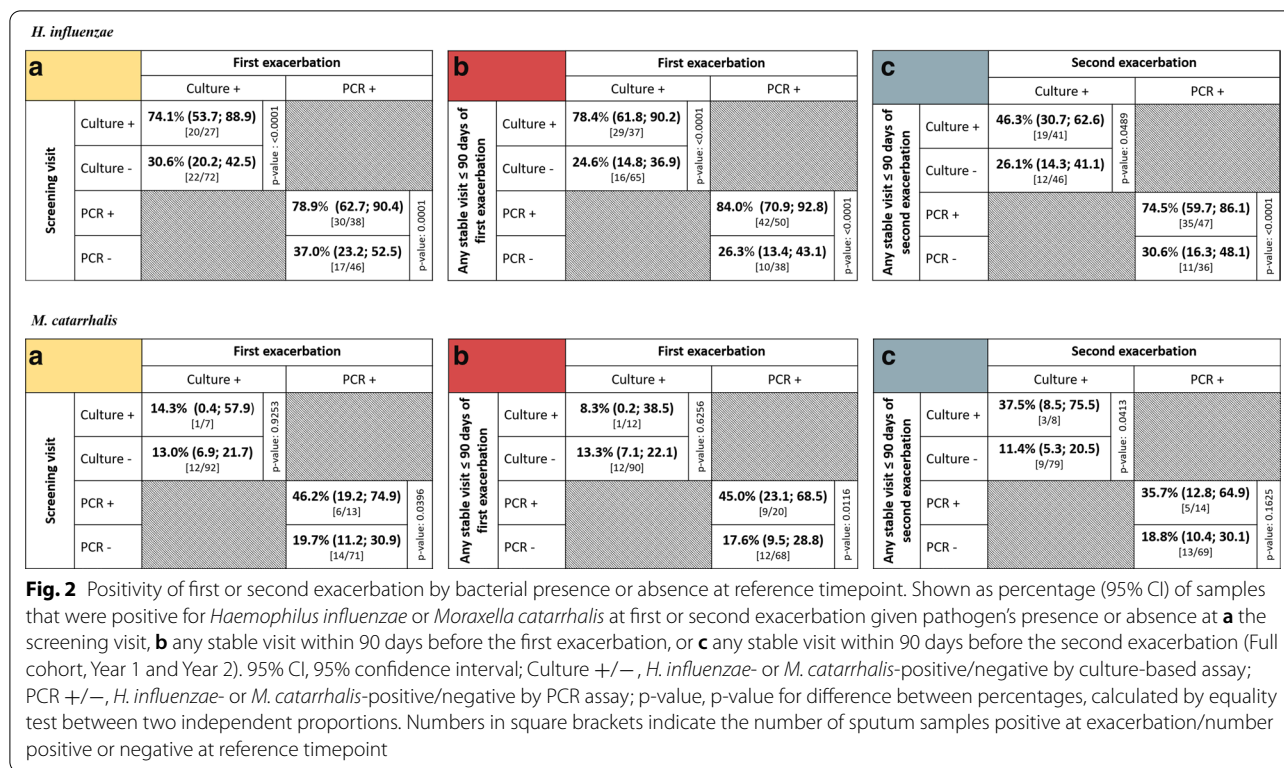 H. influenzae
a
First exacerbation
Culture +
PCR +
Screening visit
Culture +
74.1% (53.7; 88.9)
[20/27]
Culture -
30.6% (20.2; 42.5)
[22/72]
p-value : <0.0001
PCR +
78.9% (62.7; 90.4)
[30/38]
PCR -
37.0% (23.2; 52.5)
[17/46]
p-value: 0.0001
b
First exacerbation
Culture +
PCR +
Any stable visit ≤ 90 days of
first exacerbation
Culture +
78.4% (61.8; 90.2)
[29/37]
Culture -
24.6% (14.8; 36.9)
[16/65]
p-value: <0.0001
PCR +
84.0% (70.9; 92.8)
[42/50]
PCR -
26.3% (13.4; 43.1)
[10/38]
p-value: <0.0001
c
Second exacerbation
Culture +
PCR +
Any stable visit ≤ 90 days of
second exacerbation
Culture +
46.3% (30.7; 62.6)
[19/41]
Culture -
26.1% (14.3; 41.1)
[12/46]
p-value: 0.0489
PCR +
74.5% (59.7; 86.1)
[35/47]
PCR -
30.6% (16.3; 48.1)
[11/36]
p-value: <0.0001
M. catarrhalis
a
First exacerbation
Culture +
PCR +
Screening visit
Culture +
14.3% (0.4; 57.9)
[1/7]
Culture -
13.0% (6.9; 21.7)
[12/92]
p-value: 0.9253
PCR +
46.2% (19.2; 74.9)
[6/13]
PCR -
19.7% (11.2; 30.9)
[14/71]
p-value: 0.0396
b
First exacerbation
Culture +
PCR +
Any stable visit ≤ 90 days of
first exacerbation
Culture +
8.3% (0.2; 38.5)
[1/12]
Culture -
13.3% (7.1; 22.1)
[12/90]
p-value: 0.6256
PCR +
45.0% (23.1; 68.5)
[9/20]
PCR -
17.6% (9.5; 28.8)
[12/68]
p-value: 0.0116
c
Second exacerbation
Culture +
PCR +
Any stable visit ≤ 90 days of
second exacerbation
Culture +
37.5% (8.5; 75.5)
[3/8]
Culture -
11.4% (5.3; 20.5)
[9/79]
p-value: 0.0413
PCR +
35.7% (12.8; 64.9)
[5/14]
PCR -
18.8% (10.4; 30.1)
[13/69]
p-value: 0.1625
Fig. 2 Positivity of first or second exacerbation by bacterial presence or absence at reference timepoint. Shown as percentage (95% CI) of samples
that were positive for Haemophilus influenzae or Moraxella catarrhalis at first or second exacerbation given pathogen's presence or absence at a the
screening visit, b any stable visit within 90 days before the first exacerbation, or c any stable visit within 90 days before the second exacerbation (Full
cohort, Year 1 and Year 2). 95% CI, 95% confidence interval; Culture +/−, H. influenzae- or M. catarrhalis-positive/negative by culture-based assay;
PCR +/−, H. influenzae- or M. catarrhalis-positive/negative by PCR assay; p-value, p-value for difference between percentages, calculated by equality
test between two independent proportions. Numbers in square brackets indicate the number of sputum samples positive at exacerbation/number
positive or negative at reference timepoint